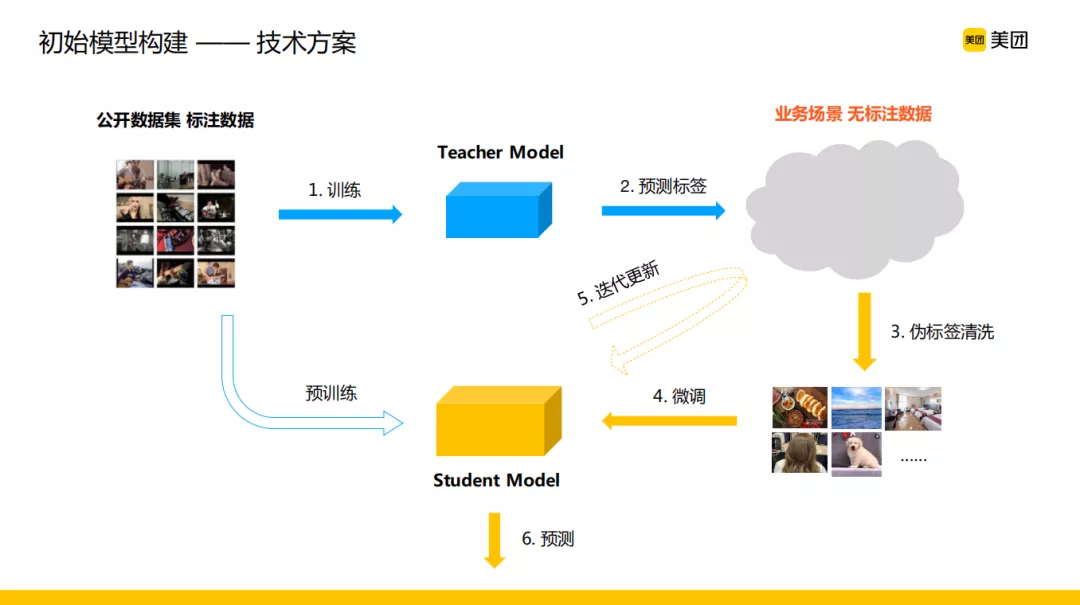 初始模型构建 —— 技术方案
美团 美团
公开数据集 标注数据
业务场景 无标注数据
Teacher Model
1. 训练
2. 预测标签
5. 迭代更新
3. 伪标签清洗
预训练
4. 微调
......
Student Model
6. 预测